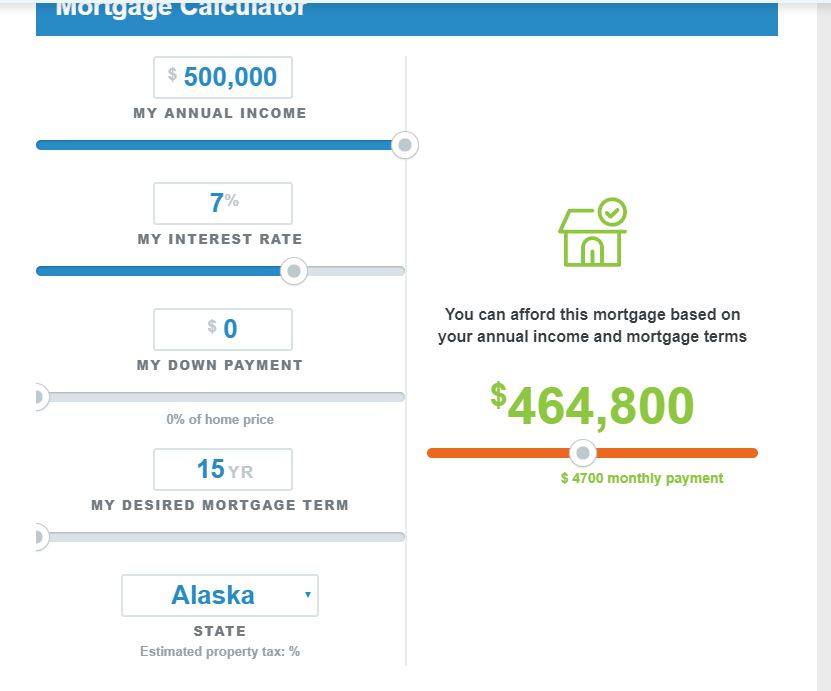 Mortgage Calculator
$ 500,000
MY ANNUAL INCOME
7%
MY INTEREST RATE
$ 0
MY DOWN PAYMENT
0% of home price
15 YR
MY DESIRED MORTGAGE TERM
Alaska
STATE
Estimated property tax: %
You can afford this mortgage based on
your annual income and mortgage terms
$464,800
$ 4700 monthly payment